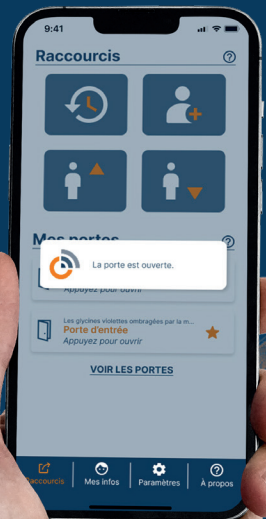 9:41
Raccourcis
Mes portes
La porte est ouverte.
Appuyez pour ouvrir
Les glycines violettes ombragées par la m...
Porte d'entrée
Appuyez pour ouvrir
VOIR LES PORTES
Raccourcis
Mes infos
Paramètres
À propos